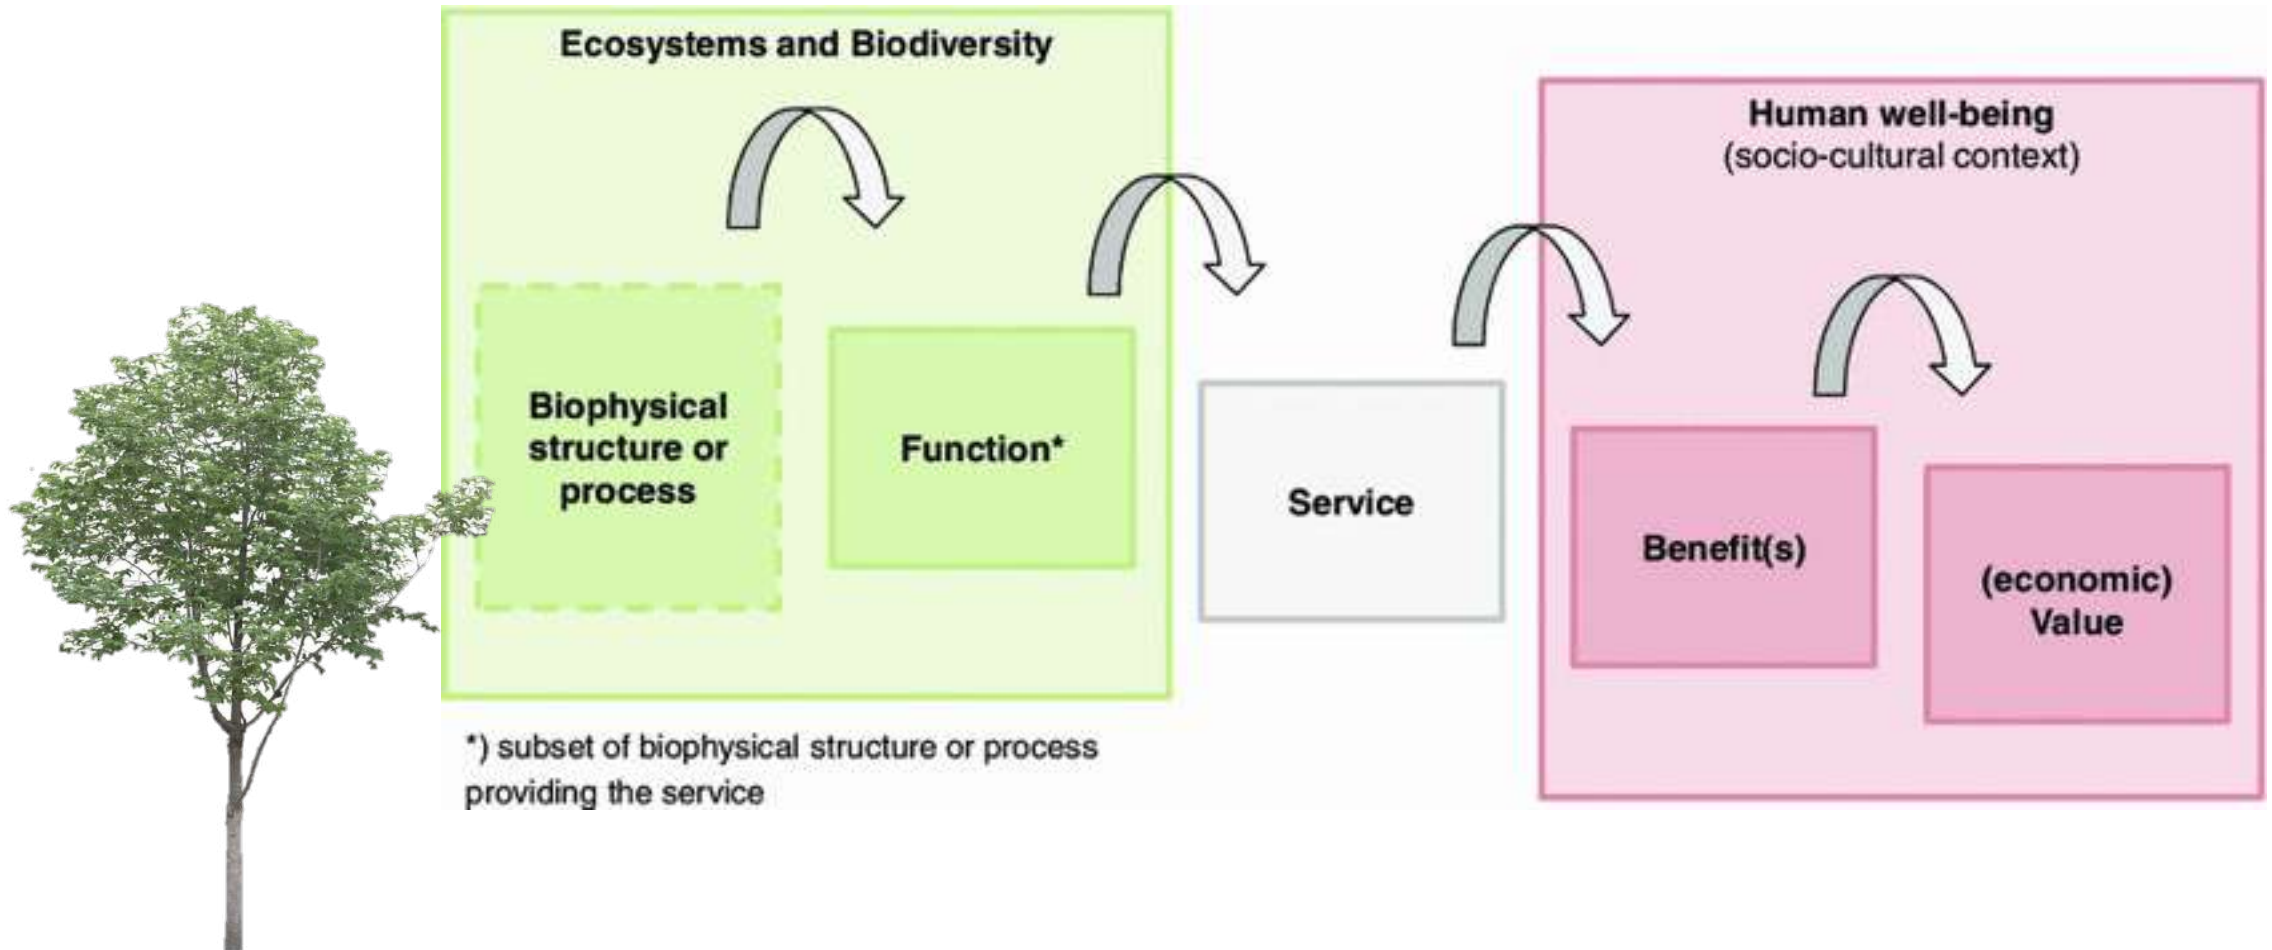 Ecosystems and Biodiversity
Biophysical
structure or
process
Function*
Service
Human well-being
(socio-cultural context)
Benefit(s)
(economic)
Value
*) subset of biophysical structure or process
providing the service